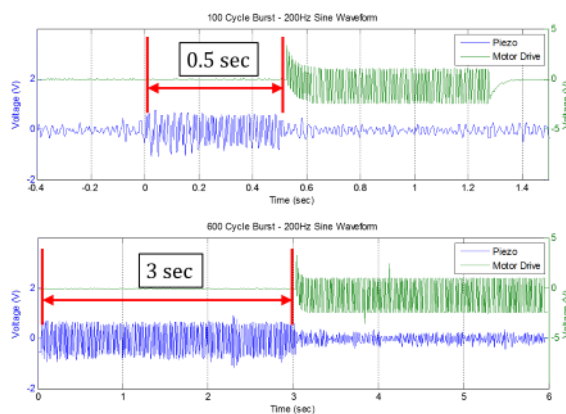 100 Cycle Burst - 200Hz Sine Waveform
Piezo
Motor Drive
0.5 sec
Voltage (V)
2
0
-2
5
0
-5
Voltage (V)
-0.4 -0.2 0 0.2 0.4 0.6 0.8 1 1.2 1.4
Time (sec)
600 Cycle Burst - 200Hz Sine Waveform
Piezo
Motor Drive
3 sec
Voltage (V)
2
0
-2
5
0
-5
Voltage (V)
0 1 2 3 4 5 6
Time (sec)